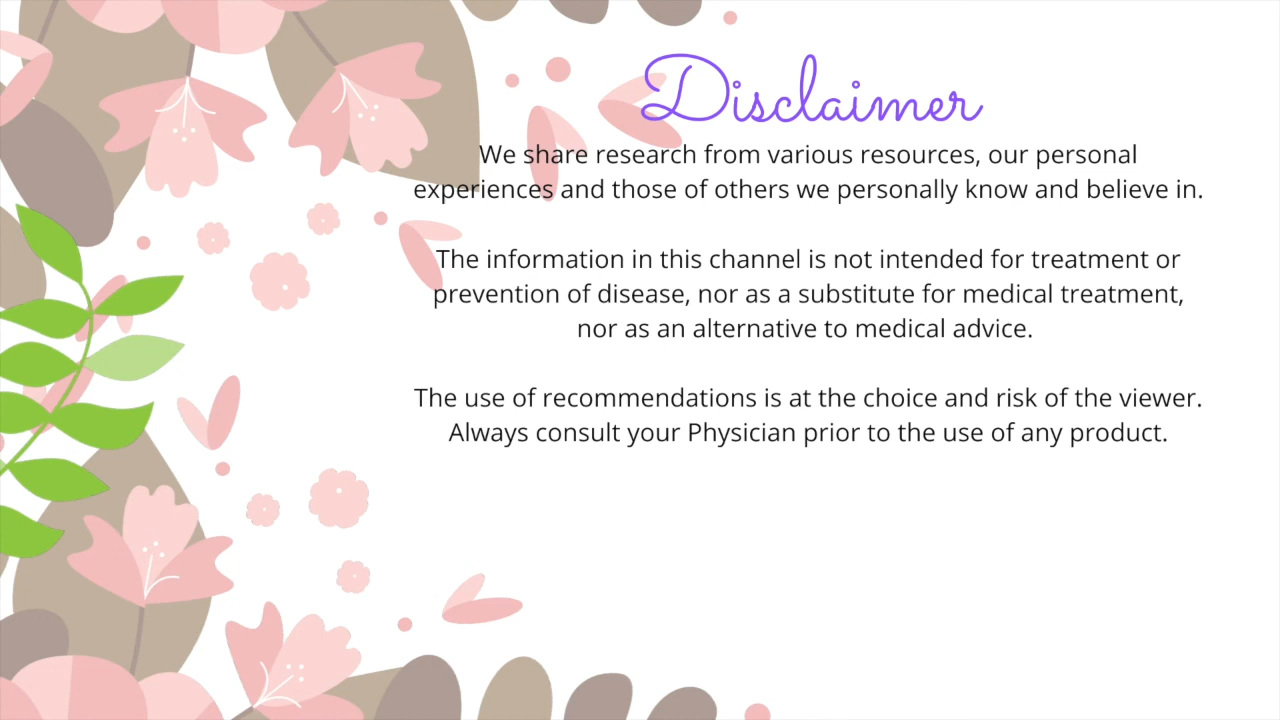 Disclaimer
We share research from various resources, our personal
experiences and those of others we personally know and believe in.
The information in this channel is not intended for treatment or
prevention of disease, nor as a substitute for medical treatment,
nor as an alternative to medical advice.
The use of recommendations is at the choice and risk of the viewer.
Always consult your Physician prior to the use of any product.